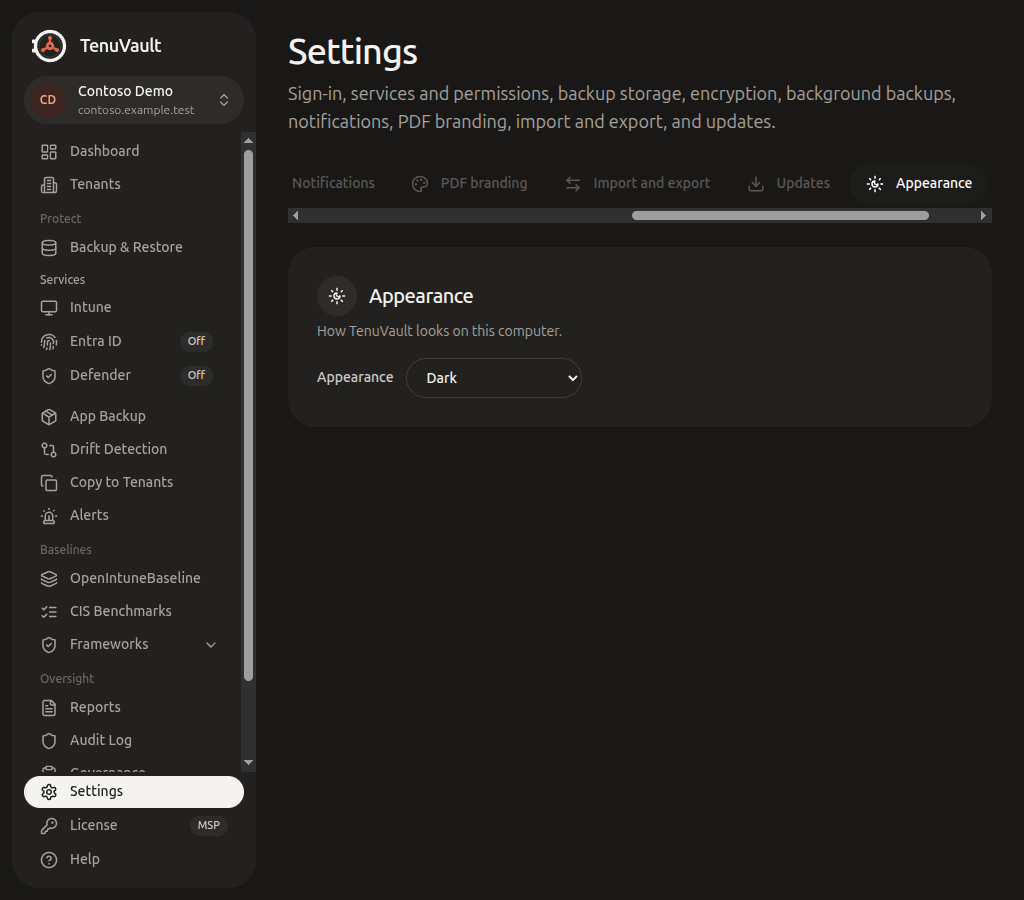 TenuVault
CD
Contoso Demo
contoso.example.test
Dashboard
Tenants
Protect
Backup & Restore
Services
Intune
Entra ID
Off
Defender
Off
App Backup
Drift Detection
Copy to Tenants
Alerts
Baselines
OpenIntuneBaseline
CIS Benchmarks
Frameworks
Oversight
Reports
Audit Log
Governance
Settings
License
MSP
Help
Settings
Sign-in, services and permissions, backup storage, encryption, background backups,
notifications, PDF branding, import and export, and updates.
Notifications
PDF branding
Import and export
Updates
Appearance
Appearance
How TenuVault looks on this computer.
Appearance
Dark